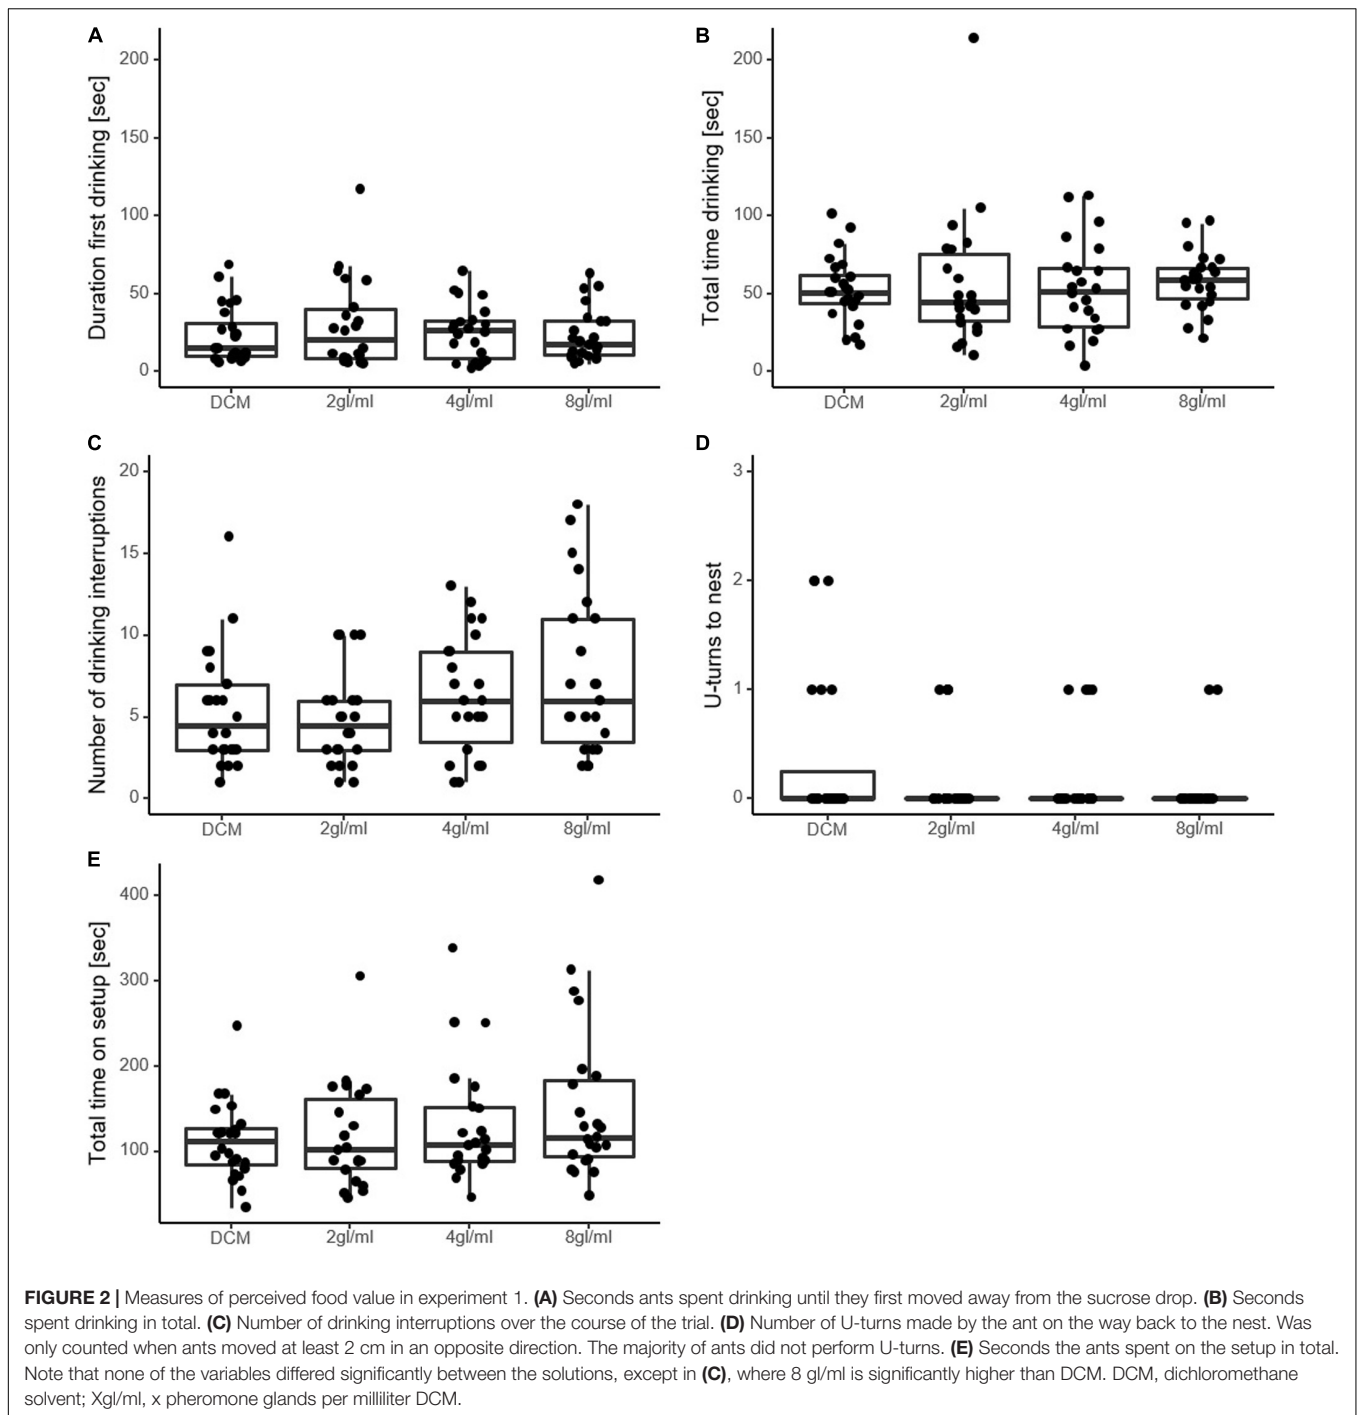 A
Duration first drinking [sec]
200
150
100
50
0
DCM 2gl/ml 4gl/ml 8gl/ml
B
Total time drinking [sec]
200
150
100
50
0
DCM 2gl/ml 4gl/ml 8gl/ml
C
Number of drinking interruptions
20
15
10
5
0
DCM 2gl/ml 4gl/ml 8gl/ml
D
U-turns to nest
3
2
1
0
DCM 2gl/ml 4gl/ml 8gl/ml
E
Total time on setup [sec]
400
300
200
100
DCM 2gl/ml 4gl/ml 8gl/ml
FIGURE 2 | Measures of perceived food value in experiment 1. (A) Seconds ants spent drinking until they first moved away from the sucrose drop. (B) Seconds
spent drinking in total. (C) Number of drinking interruptions over the course of the trial. (D) Number of U-turns made by the ant on the way back to the nest. Was
only counted when ants moved at least 2 cm in an opposite direction. The majority of ants did not perform U-turns. (E) Seconds the ants spent on the setup in total.
Note that none of the variables differed significantly between the solutions, except in (C), where 8 gl/ml is significantly higher than DCM. DCM, dichloromethane
solvent; Xgl/ml, x pheromone glands per milliliter DCM.